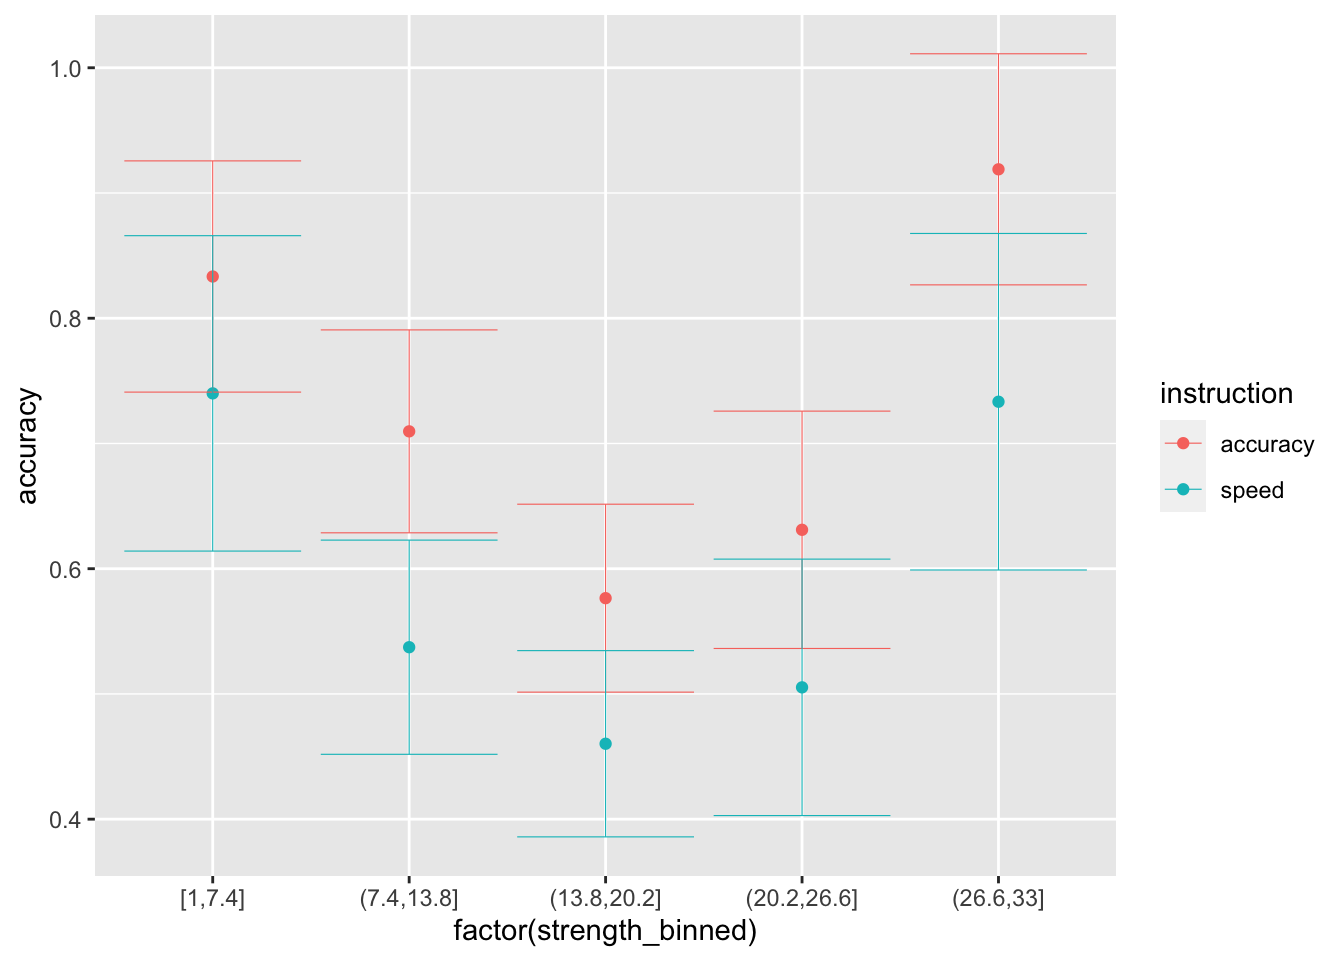 1.0
0.8
0.6
0.4
accuracy
[1,7.4]
(7.4,13.8]
(13.8,20.2]
(20.2,26.6]
(26.6,33]
factor(strength_binned)
instruction
accuracy
speed